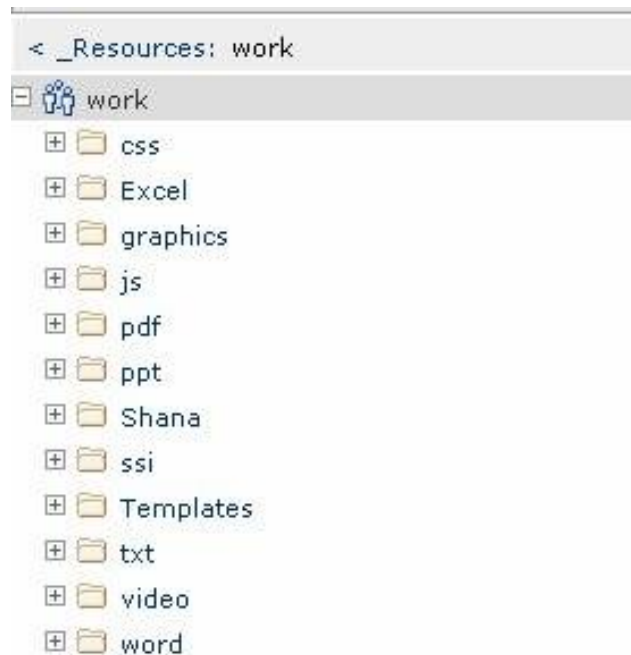 < _Resources: work
work
css
Excel
graphics
js
pdf
ppt
Shana
ssi
Templates
txt
video
word